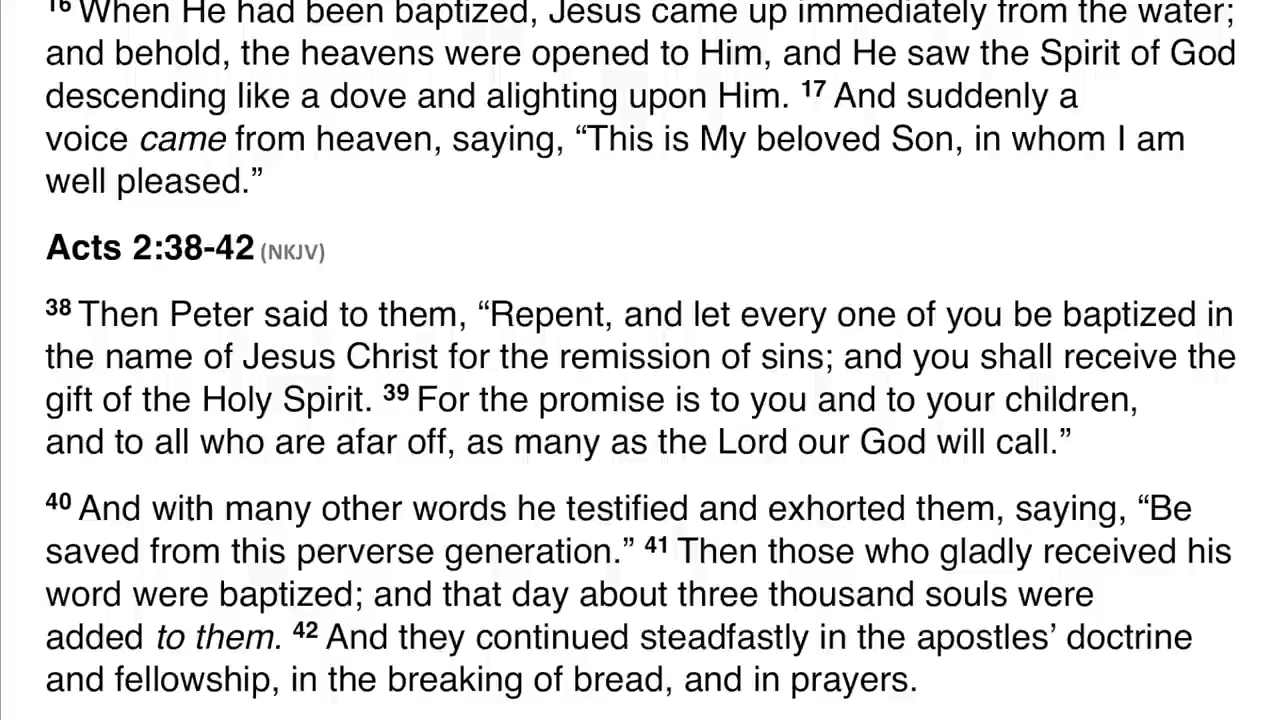 16 When He had been baptized, Jesus came up immediately from the water;
and behold, the heavens were opened to Him, and He saw the Spirit of God
descending like a dove and alighting upon Him. 17 And suddenly a
voice came from heaven, saying, “This is My beloved Son, in whom I am
well pleased.”
Acts 2:38-42 (NKJV)
38 Then Peter said to them, “Repent, and let every one of you be baptized in
the name of Jesus Christ for the remission of sins; and you shall receive the
gift of the Holy Spirit. 39 For the promise is to you and to your children,
and to all who are afar off, as many as the Lord our God will call.”
40 And with many other words he testified and exhorted them, saying, “Be
saved from this perverse generation.” 41 Then those who gladly received his
word were baptized; and that day about three thousand souls were
added to them. 42 And they continued steadfastly in the apostles’ doctrine
and fellowship, in the breaking of bread, and in prayers.